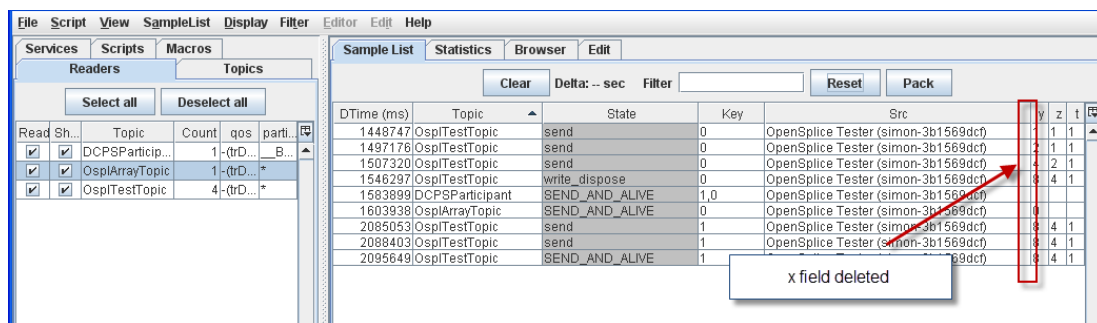 File Script View SampleList Display Filter Editor Edit Help
Services Scripts Macros
Readers Topics
Select all Deselect all
Read Sh... Topic Count qos parti...
DCPSParticip... 1 -(trD... __B...
OsplArrayTopic 1 -(trD... *
OsplTestTopic 4 -(trD... *
Sample List Statistics Browser Edit
Clear Delta: -- sec Filter Reset Pack
DTime (ms) Topic State Key Src y z t
1448747 OsplTestTopic send 0 OpenSplice Tester (simon-3b1569dcf) 1 1 1
1497176 OsplTestTopic send 0 OpenSplice Tester (simon-3b1569dcf) 2 1 1
1507320 OsplTestTopic send 0 OpenSplice Tester (simon-3b1569dcf) 4 2 1
1546297 OsplTestTopic write_dispose 0 OpenSplice Tester (simon-3b1569dcf) 8 4 1
1583899 DCPSParticipant SEND_AND_ALIVE 1,0 OpenSplice Tester (simon-3b1569dcf)
1603938 OsplArrayTopic SEND_AND_ALIVE 0 OpenSplice Tester (simon-3b1569dcf) 0
2085053 OsplTestTopic send 1 OpenSplice Tester (simon-3b1569dcf) 8 4 1
2088403 OsplTestTopic send 1 OpenSplice Tester (simon-3b1569dcf) 8 4 1
2095649 OsplTestTopic SEND_AND_ALIVE 1 OpenSplice Tester (simon-3b1569dcf) 8 4 1
x field deleted